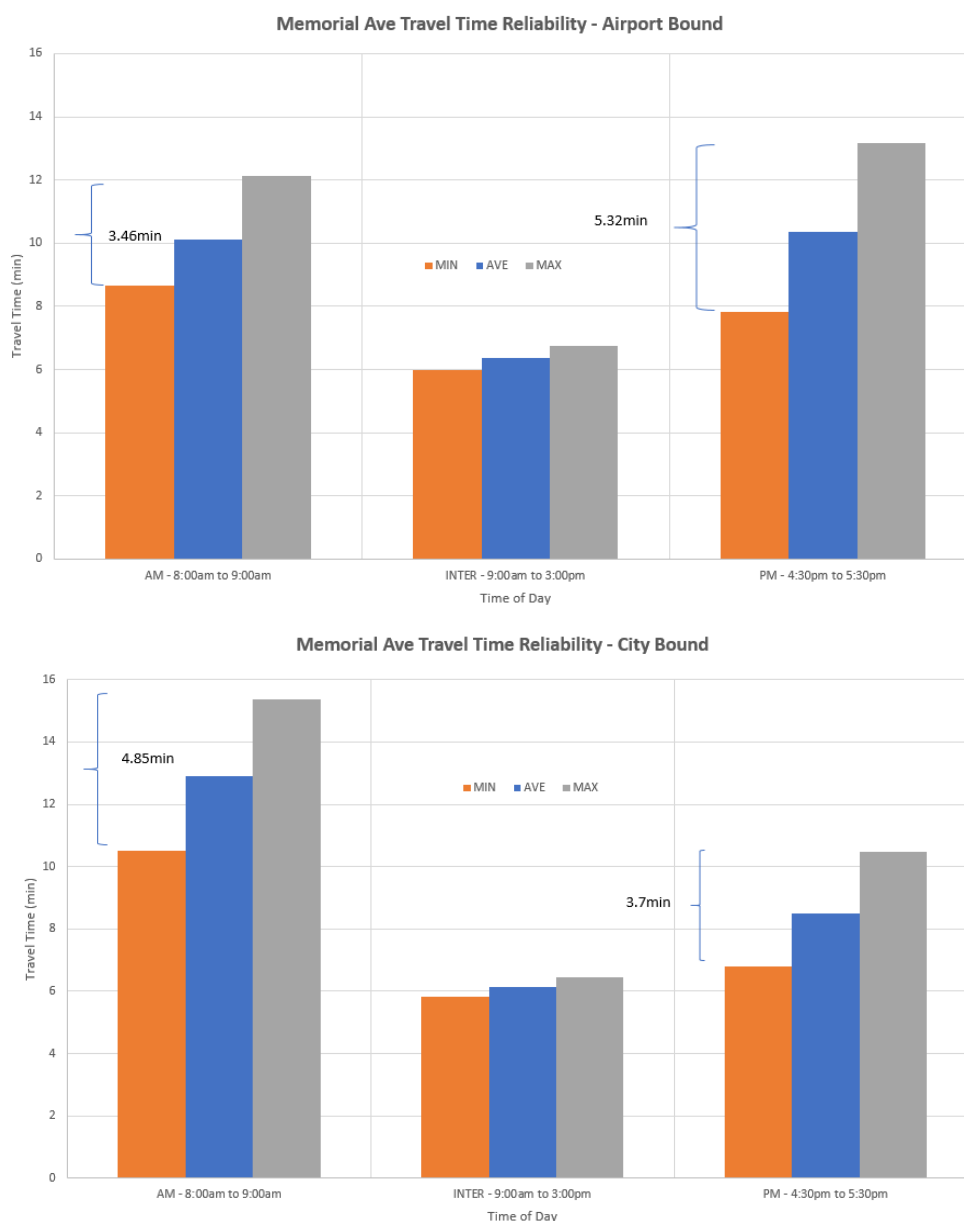 Memorial Ave Travel Time Reliability - Airport Bound
16
14
12
10
8
6
4
2
0
Travel Time (min)
3.46min
5.32min
MIN AVE MAX
AM - 8:00am to 9:00am INTER - 9:00am to 3:00pm PM - 4:30pm to 5:30pm
Time of Day
Memorial Ave Travel Time Reliability - City Bound
16
14
12
10
8
6
4
2
0
Travel Time (min)
4.85min
MIN AVE MAX
3.7min
AM - 8:00am to 9:00am INTER - 9:00am to 3:00pm PM - 4:30pm to 5:30pm
Time of Day